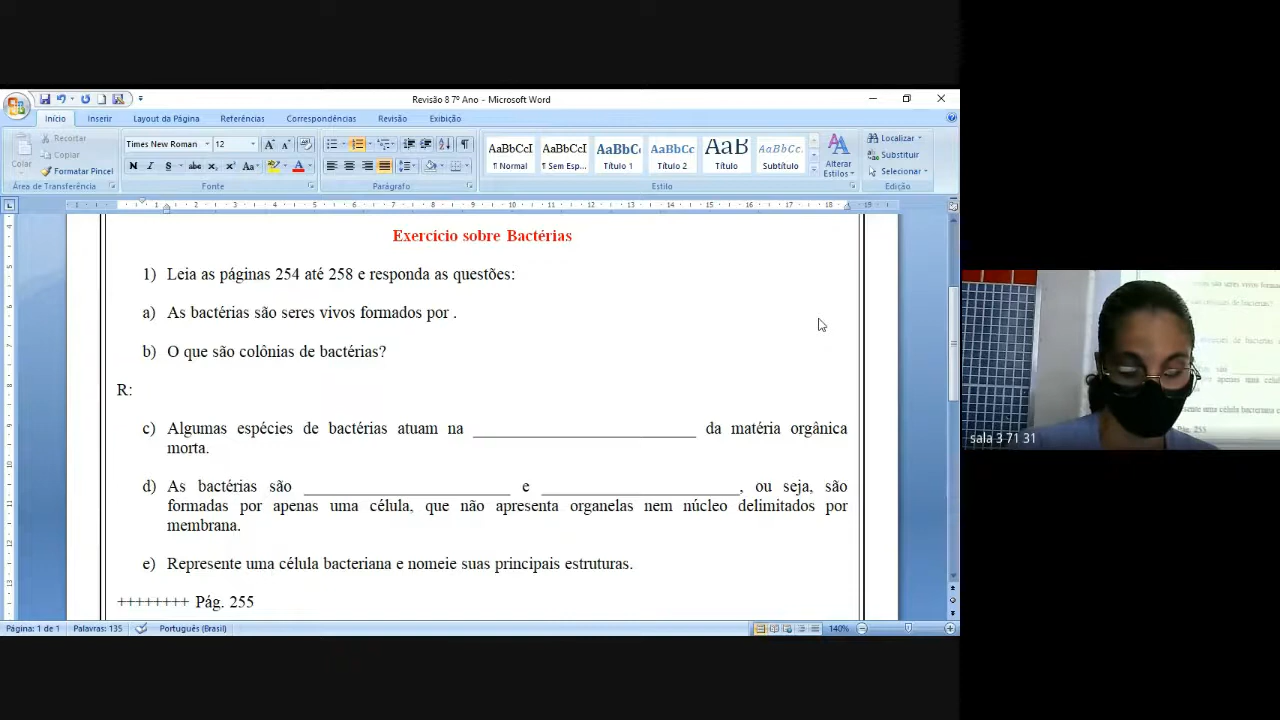 Revisão 8 7º Ano - Microsoft Word
Início Inserir Layout da Página Referências Correspondências Revisão Exibição
Colar
Recortar
Copiar
Formatar Pincel
Área de Transferência
Times New Roman 12
Fonte
Parágrafo
AaBbCcI AaBbCcI AaBbC AaBbCc AaB AaBbCc
¶ Normal ¶ Sem Esp... Título 1 Título 2 Título Subtítulo
Alterar Estilos
Estilo
Localizar
Substituir
Selecionar
Edição
Exercício sobre Bactérias
1) Leia as páginas 254 até 258 e responda as questões:
a) As bactérias são seres vivos formados por .
b) O que são colônias de bactérias?
R:
c) Algumas espécies de bactérias atuam na __________________________ da matéria orgânica
morta.
d) As bactérias são ________________________ e _______________________, ou seja, são
formadas por apenas uma célula, que não apresenta organelas nem núcleo delimitados por
membrana.
e) Represente uma célula bacteriana e nomeie suas principais estruturas.
++++++++ Pág. 255
Página: 1 de 1 Palavras: 135 Português (Brasil) 140%
sala 3 71 31